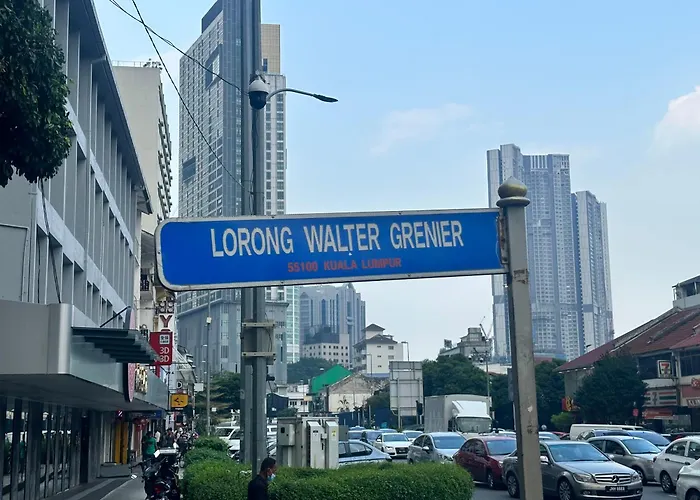 LORONG WALTER GRENIER
55100 KUALA LUMPUR